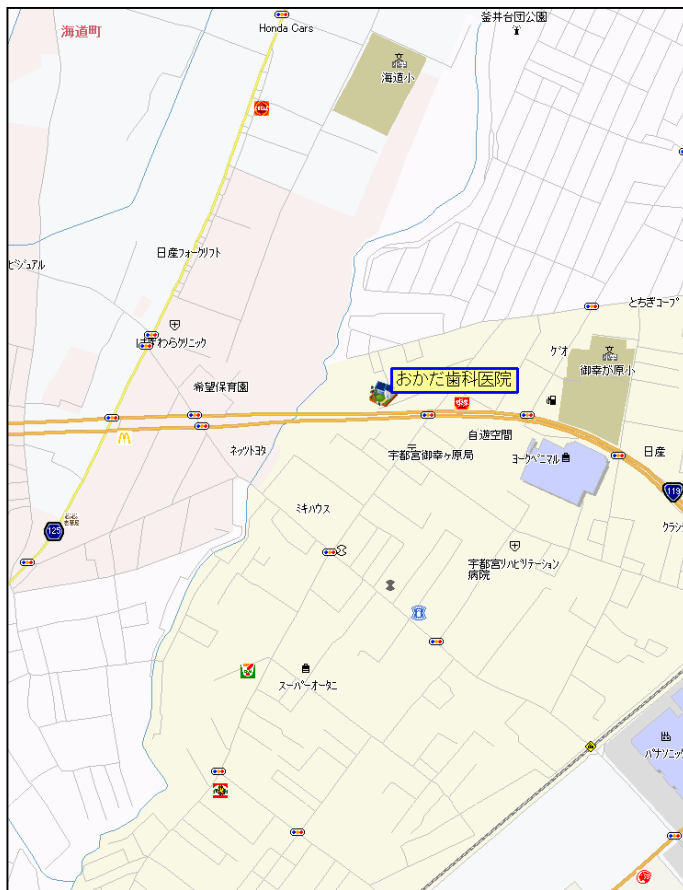 釜井台団公園
海道町
Honda Cars
海道小
日産フォークリフト
ビジュアル
とちぎコープ
はぎわらクリニック
ゲオ
御幸が原小
おかだ歯科医院
希望保育園
自遊空間
ネッツトヨタ
宇都宮御幸ヶ原局
ヨークベニマル
日産
119
ミキハウス
125
クラシ
宇都宮リハビリテーション
病院
スーパーオータニ
パナソニック